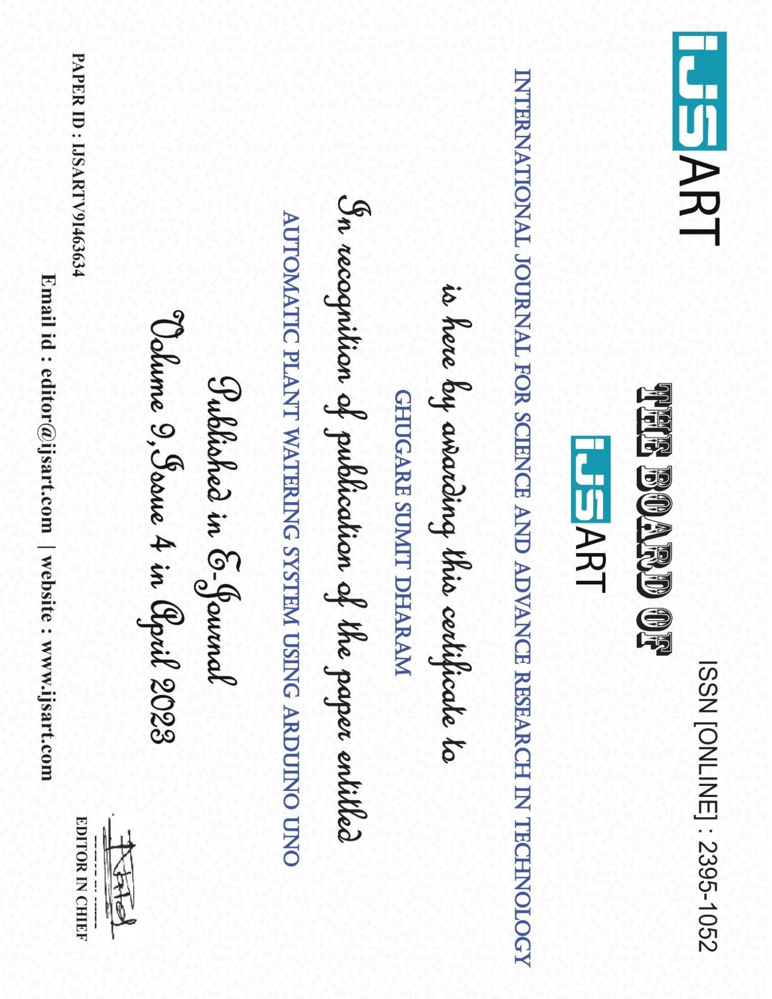 iJSART
ISSN [ONLINE] : 2395-1052
THE BOARD OF
iJSART
INTERNATIONAL JOURNAL FOR SCIENCE AND ADVANCE RESEARCH IN TECHNOLOGY
is here by awarding this certificate to
GHUGARE SUMIT DHARAM
In recognition of publication of the paper entitled
AUTOMATIC PLANT WATERING SYSTEM USING ARDUINO UNO
Published in E-Journal
Volume 9,Issue 4 in April 2023
PAPER ID : IJSARTV9I463634
EDITOR IN CHIEF
Email id : editor@ijsart.com | website : www.ijsart.com